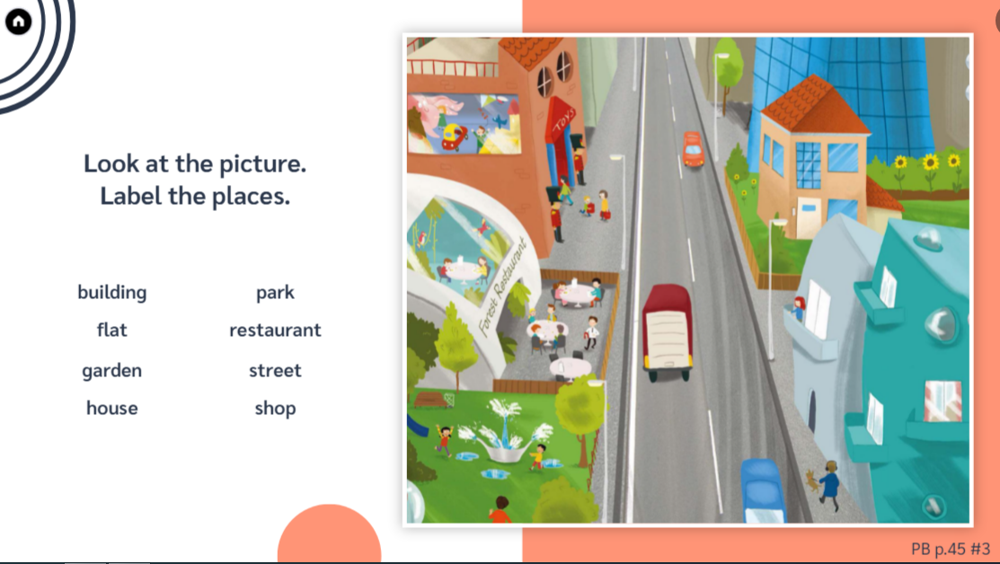 Look at the picture.
Label the places.
building
park
flat
restaurant
garden
street
house
shop
TOYS
Forest Restaurant
PB p.45 #3